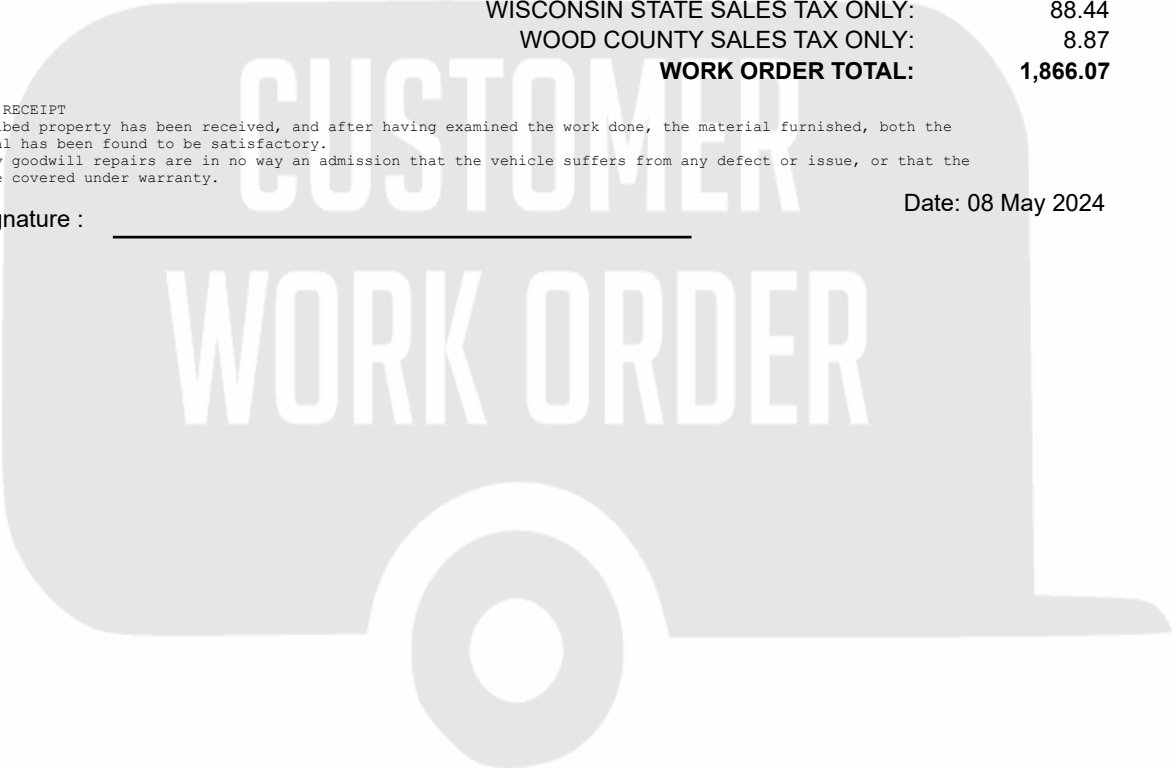 WISCONSIN STATE SALES TAX ONLY: 88.44
WOOD COUNTY SALES TAX ONLY: 8.87
WORK ORDER TOTAL: 1,866.07
RECEIPT
ibed property has been received, and after having examined the work done, the material furnished, both the
al has been found to be satisfactory.
y goodwill repairs are in no way an admission that the vehicle suffers from any defect or issue, or that the
e covered under warranty.
Date: 08 May 2024
gnature :
CUSTOMER
WORK ORDER